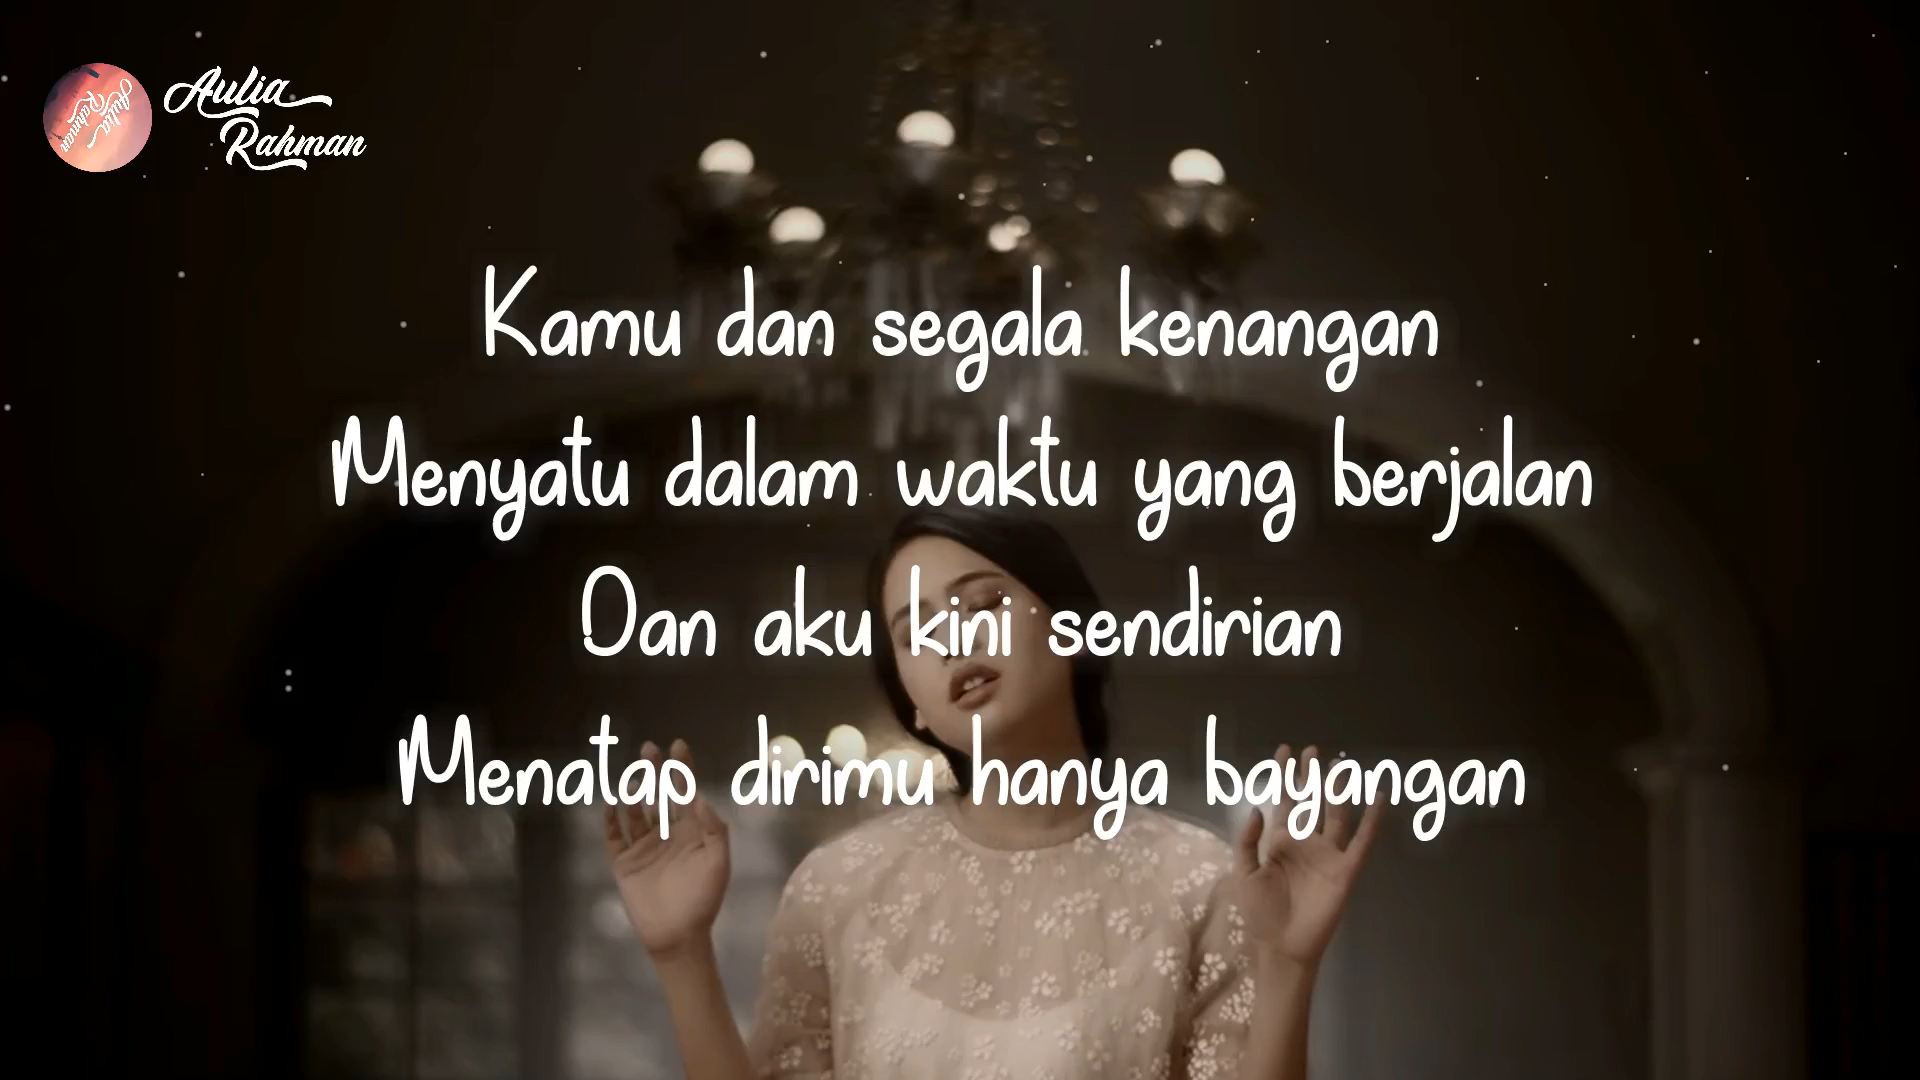 Aulia
Rahman
Kamu dan segala kenangan
Menyatu dalam waktu yang berjalan
Dan aku kini sendirian
Menatap dirimu hanya bayangan